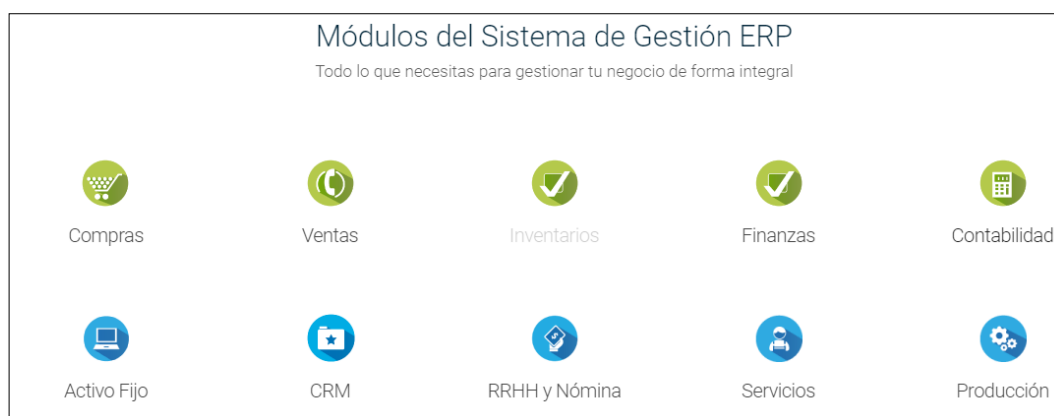 Módulos del Sistema de Gestión ERP
Todo lo que necesitas para gestionar tu negocio de forma integral
Compras
Ventas
Inventarios
Finanzas
Contabilidad
Activo Fijo
CRM
RRHH y Nómina
Servicios
Producción